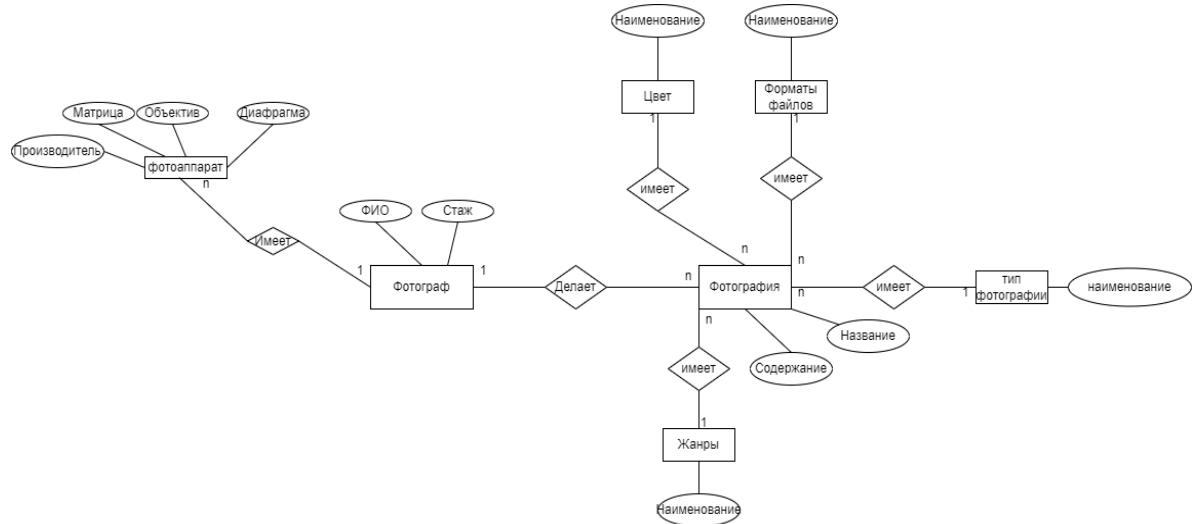 Наименование
Наименование
Цвет
Форматы
файлов
1
1
Матрица
Объектив
Диафрагма
Производитель
фотоаппарат
n
имеет
имеет
ФИО
Стаж
Имеет
n
n
1
Фотограф
1
Делает
n
Фотография
n
имеет
1
тип
фотографии
наименование
n
Название
Содержание
имеет
1
Жанры
Наименование